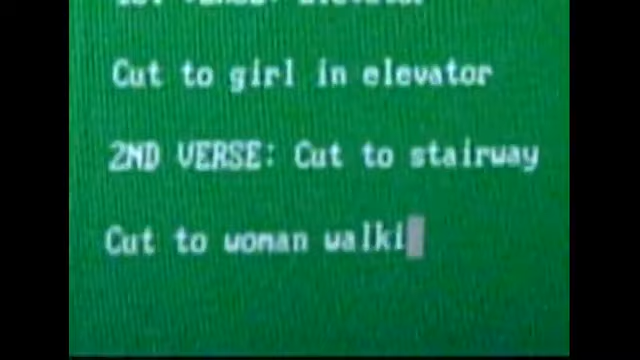 Cut to girl in elevator
2ND VERSE: Cut to stairway
Cut to woman walki